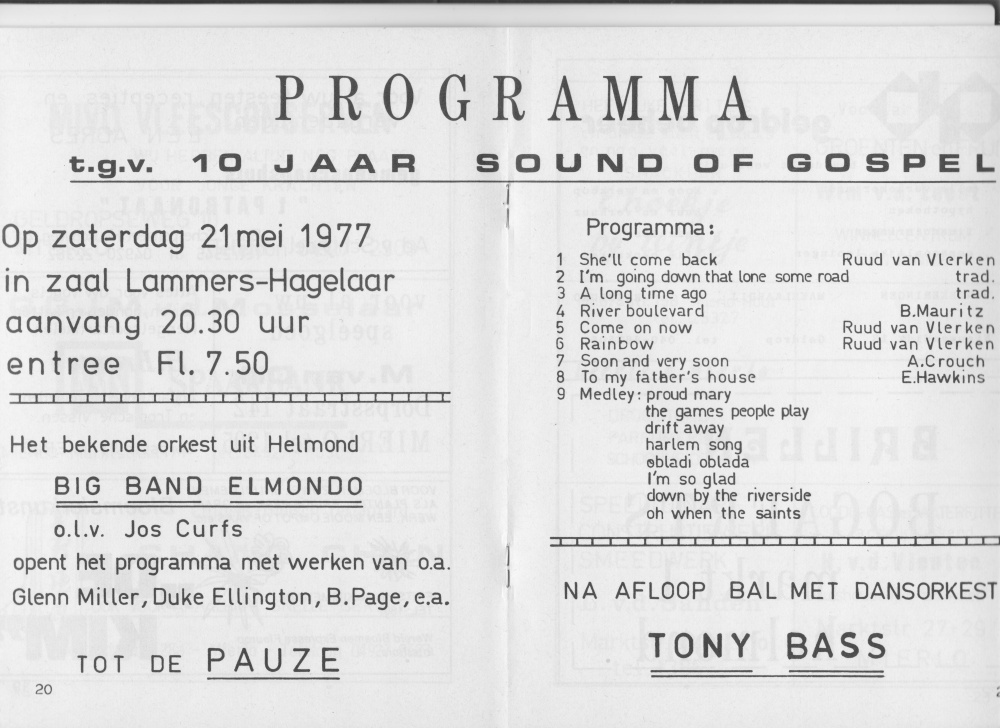 PROGRAMMA
t.g.v. 10 JAAR SOUND OF GOSPEL
Op zaterdag 21 mei 1977
in zaal Lammers-Hagelaar
aanvang 20.30 uur
entree Fl. 7.50
Het bekende orkest uit Helmond
BIG BAND ELMONDO
o.l.v. Jos Curfs
opent het programma met werken van o.a.
Glenn Miller, Duke Ellington, B.Page, e.a.
TOT DE PAUZE
20
Programma:
1 She'll come back Ruud van Vlerken
2 I'm going down that lone some road trad.
3 A long time ago trad.
4 River boulevard B.Mauritz
5 Come on now Ruud van Vlerken
6 Rainbow Ruud van Vlerken
7 Soon and very soon A.Crouch
8 To my father's house E.Hawkins
9 Medley: proud mary
the games people play
drift away
harlem song
obladi oblada
I'm so glad
down by the riverside
oh when the saints
NA AFLOOP BAL MET DANSORKEST
TONY BASS